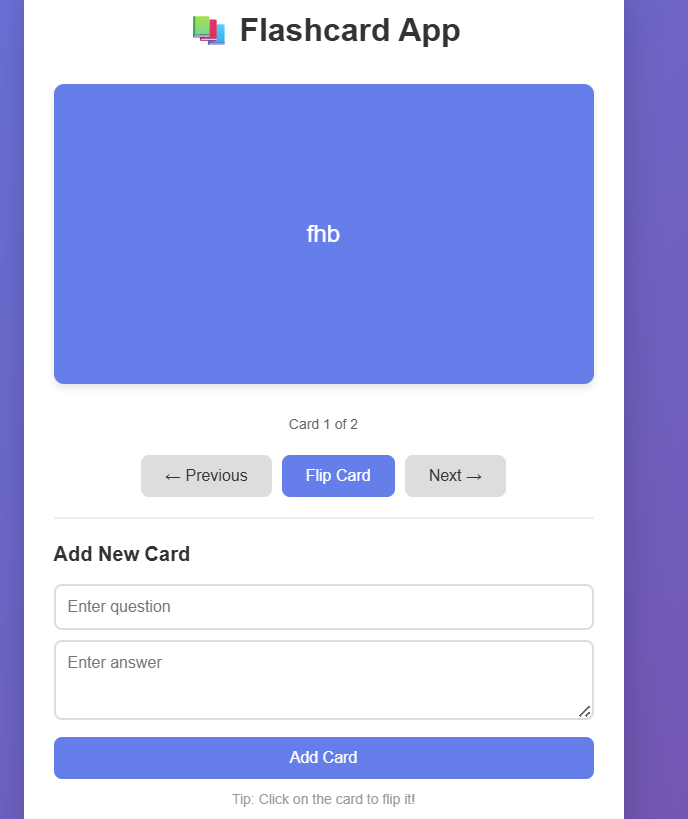 Flashcard App
fhb
Card 1 of 2
← Previous
Flip Card
Next →
Add New Card
Enter question
Enter answer
Add Card
Tip: Click on the card to flip it!